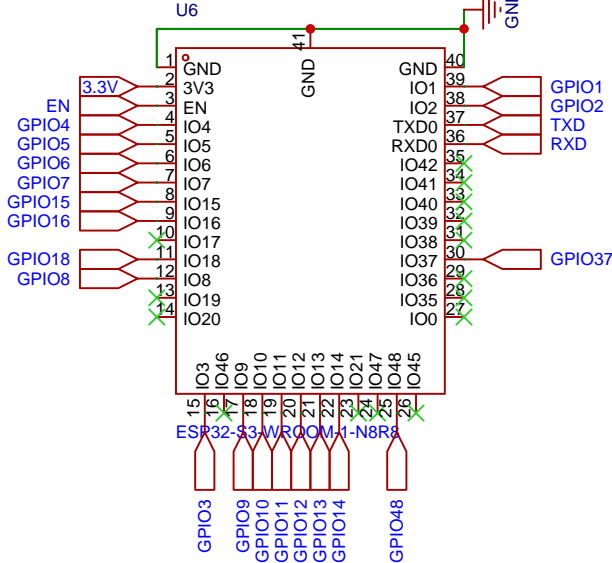 U6
GND
41
GND
1 GND
GND 40
3.3V 2 3V3
IO1 39 GPIO1
EN 3 EN
IO2 38 GPIO2
GPIO4 4 IO4
TXD0 37 TXD
GPIO5 5 IO5
RXD0 36 RXD
GPIO6 6 IO6
IO42 35
GPIO7 7 IO7
IO41 34
GPIO15 8 IO15
IO40 33
GPIO16 9 IO16
IO39 32
10 IO17
IO38 31
GPIO18 11 IO18
IO37 30 GPIO37
GPIO8 12 IO8
IO36 29
13 IO19
IO35 28
14 IO20
IO0 27
IO3 IO46 IO9 IO10 IO11 IO12 IO13 IO14 IO21 IO47 IO48 IO45
15 16 17 18 19 20 21 22 23 24 25 26
ESP32-S3-WROOM-1-N8R8
GPIO3 GPIO9 GPIO10 GPIO11 GPIO12 GPIO13 GPIO14 GPIO48